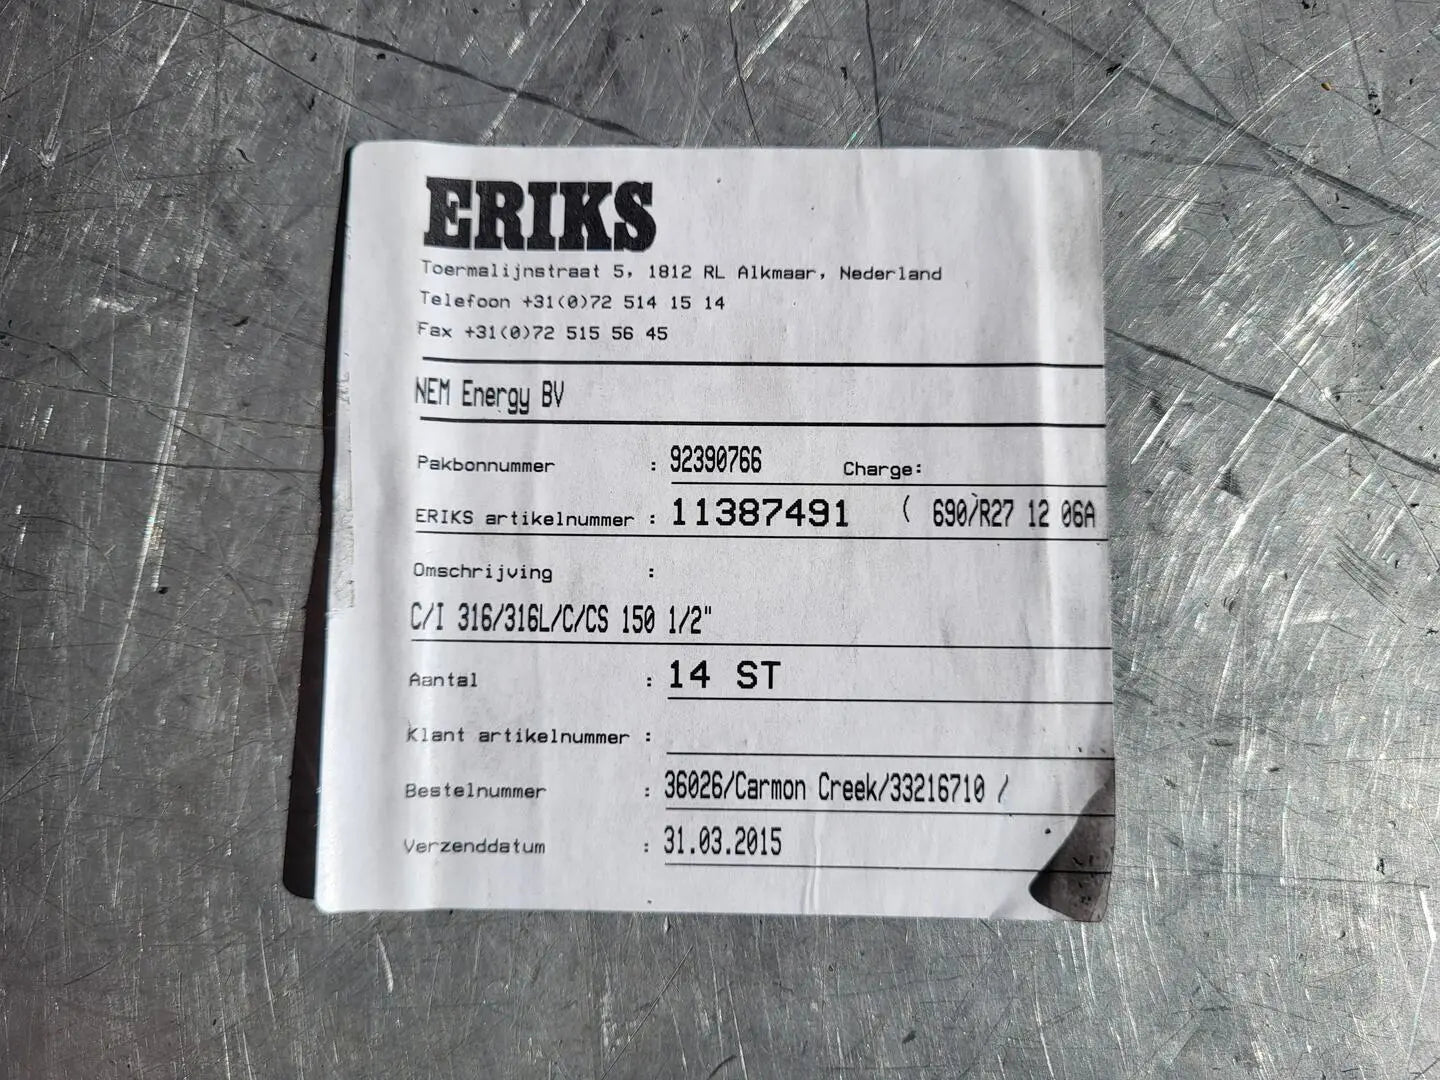 ERIKS
Toermalijnstraat 5, 1812 RL Alkmaar, Nederland
Telefoon +31(0)72 514 15 14
Fax +31(0)72 515 56 45
NEM Energy BV
Pakbonnummer : 92390766 Charge:
ERIKS artikelnummer : 11387491 ( 690/R27 12 06A
Omschrijving :
C/I 316/316L/C/CS 150 1/2"
Aantal : 14 ST
Klant artikelnummer :
Bestelnummer : 36026/Carmon Creek/33216710 /
Verzenddatum : 31.03.2015